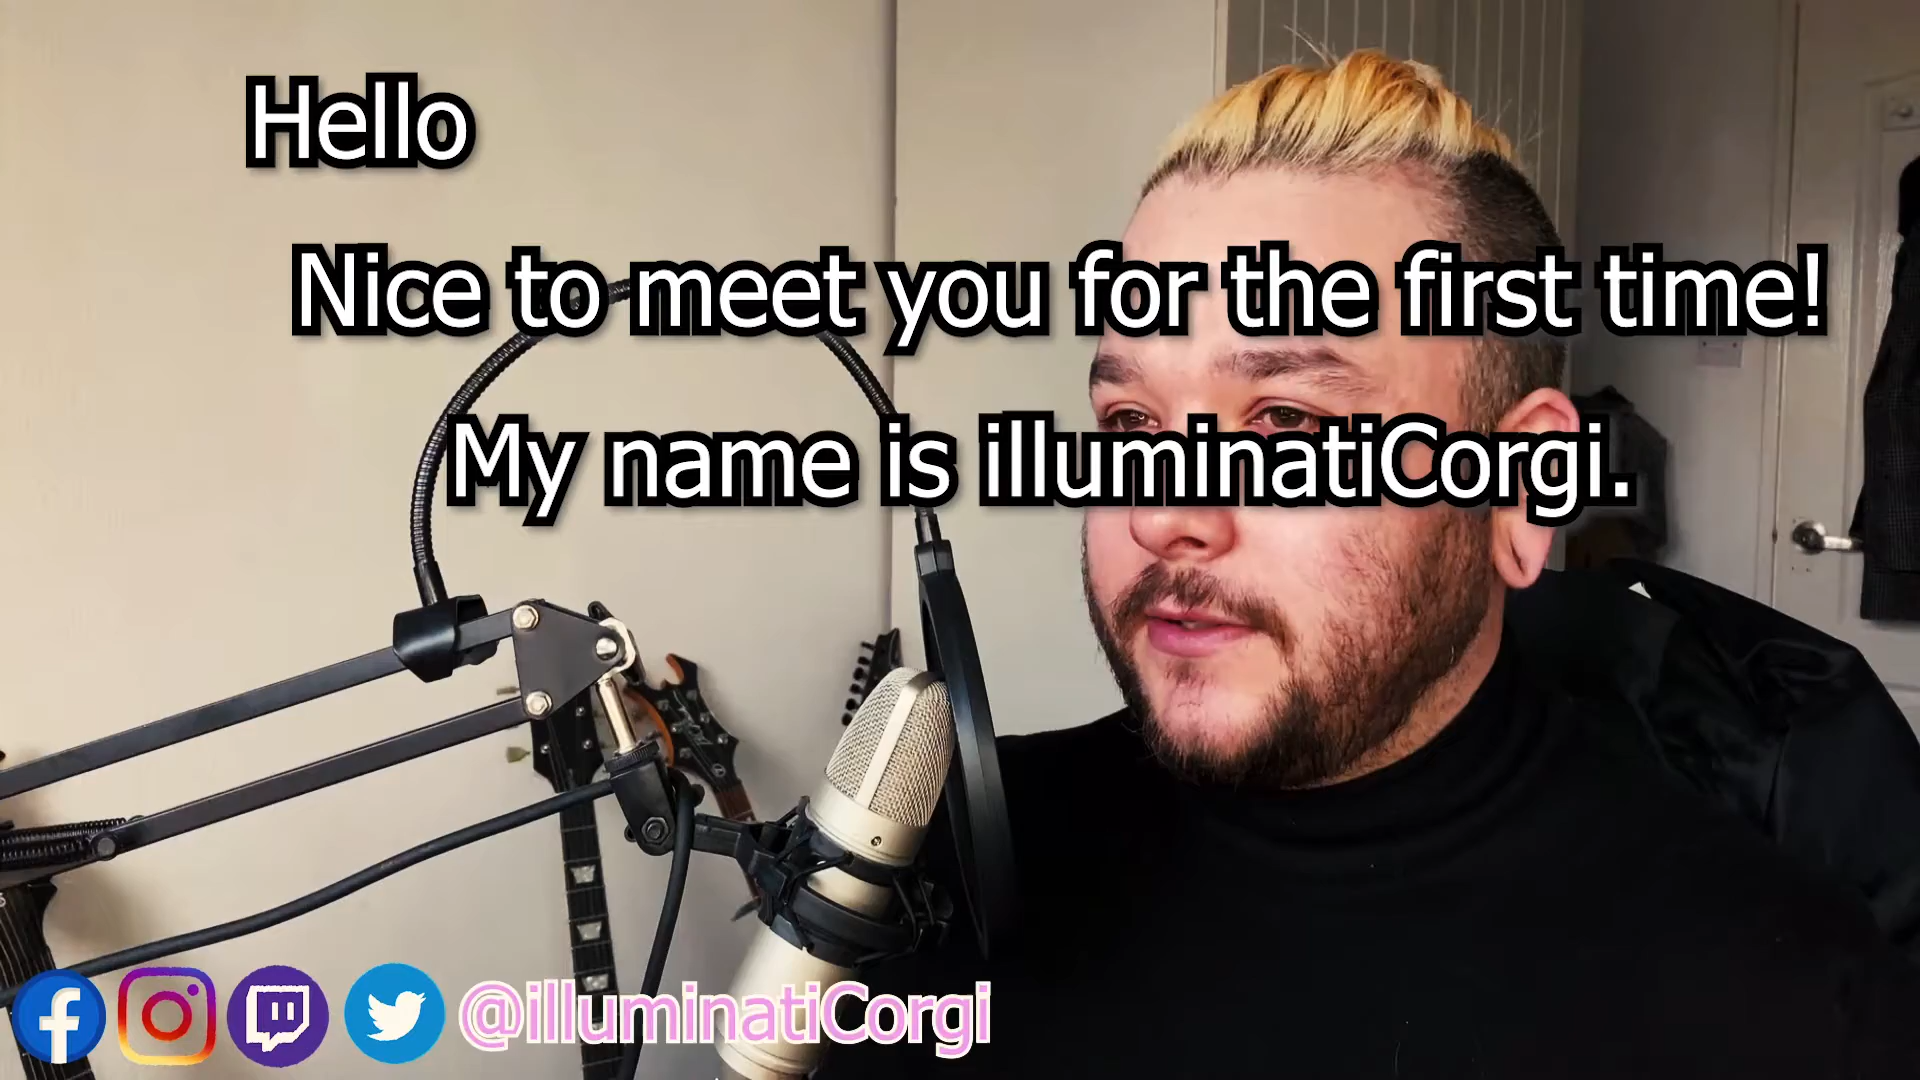 Hello
Nice to meet you for the first time!
My name is illuminatiCorgi.
@illuminatiCorgi